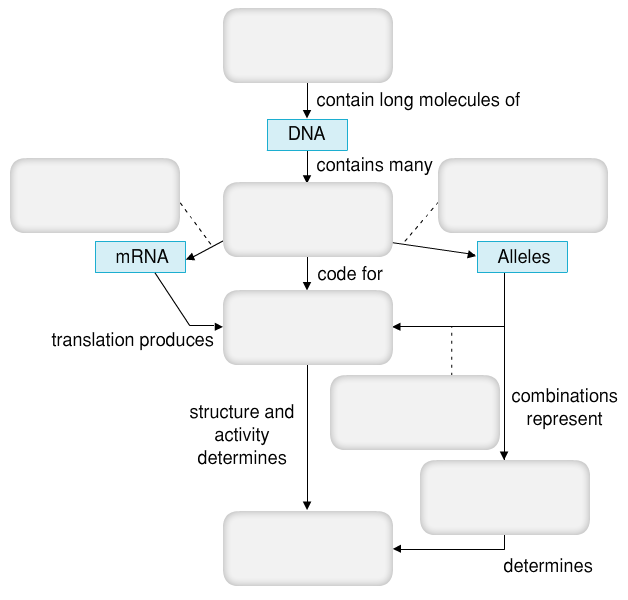 contain long molecules of
DNA
contains many
mRNA
Alleles
code for
translation produces
combinations
represent
structure and
activity
determines
determines